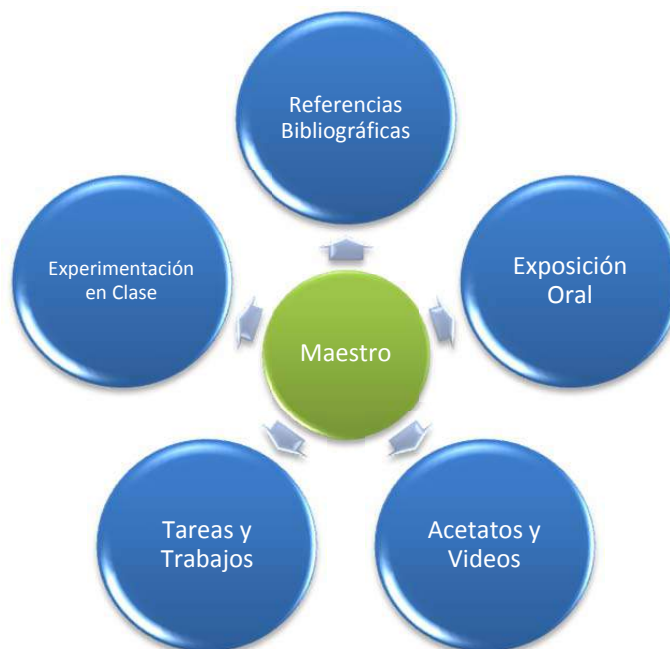 Referencias
Bibliográficas
Exposición
Oral
Acetatos y
Videos
Tareas y
Trabajos
Experimentación
en Clase
Maestro